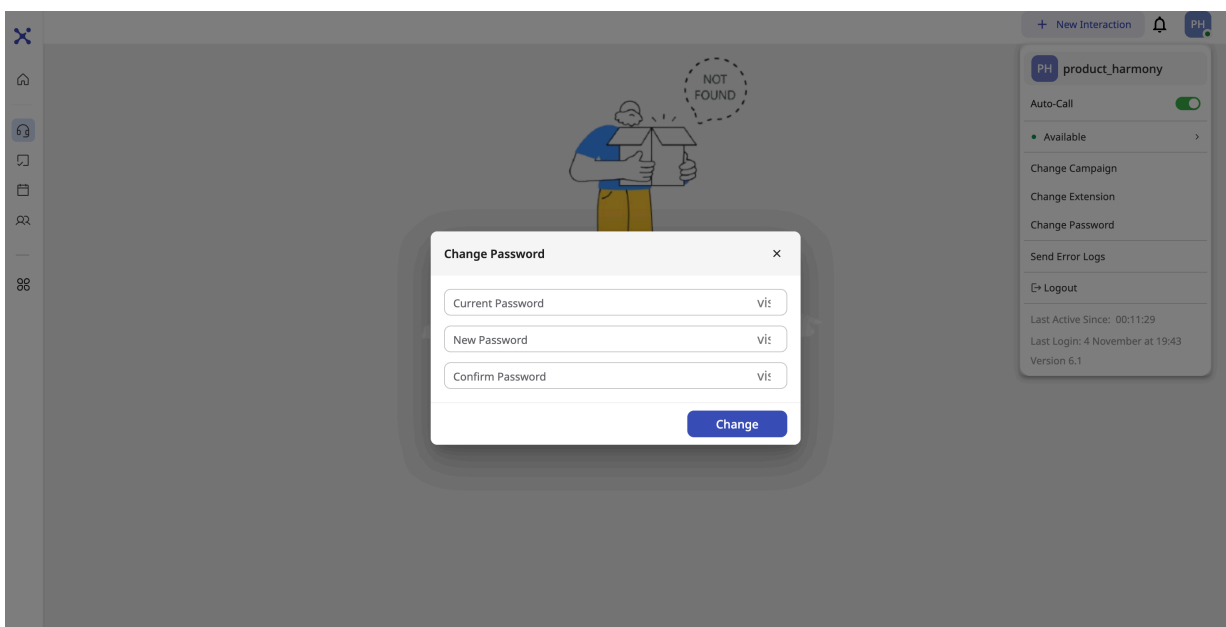 + New Interaction
PH
NOT
FOUND
PH product_harmony
Auto-Call
Available
Change Campaign
Change Extension
Change Password
Send Error Logs
Logout
Last Active Since: 00:11:29
Last Login: 4 November at 19:43
Version 6.1
Change Password
Current Password vis
New Password vis
Confirm Password vis
Change